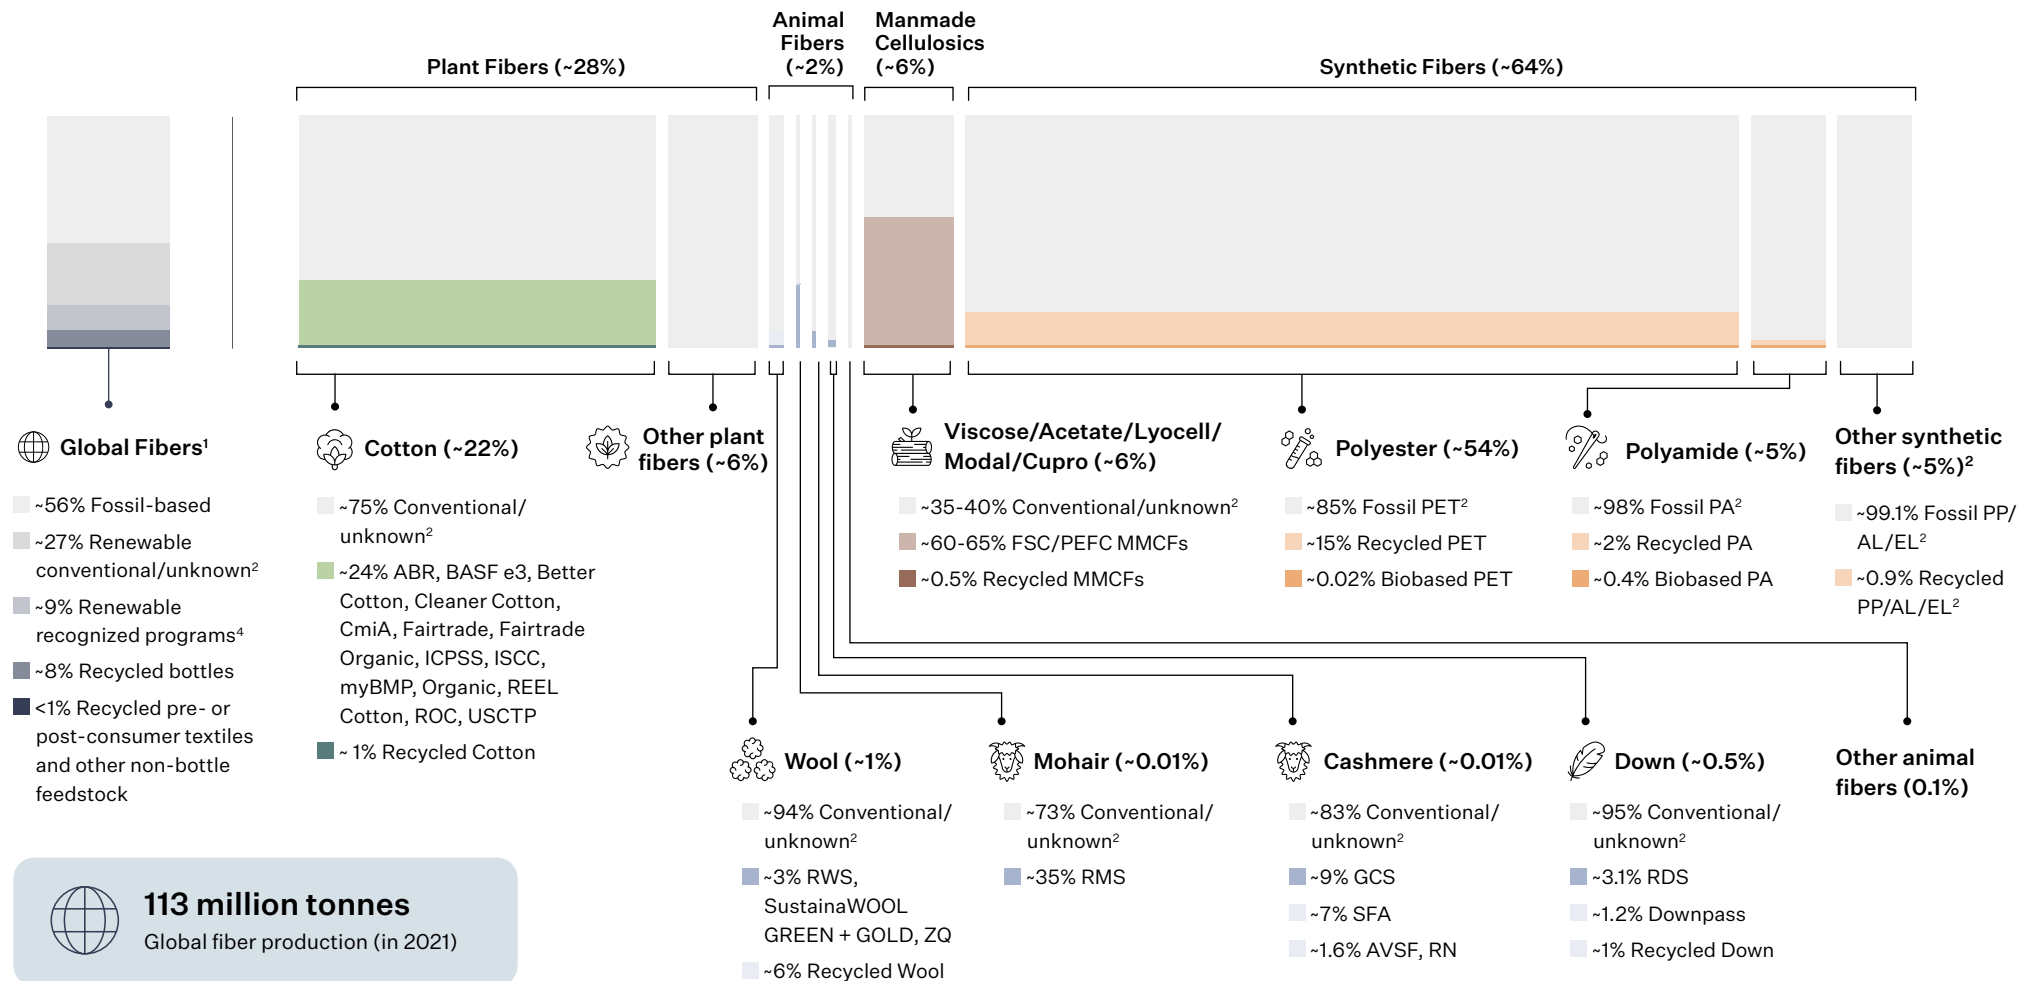 Plant Fibers (~28%)
Animal
Fibers
(~2%)
Manmade
Cellulosics
(~6%)
Synthetic Fibers (~64%)
Global Fibers¹
~56% Fossil-based
~27% Renewable
conventional/unknown²
~9% Renewable
recognized programs⁴
~8% Recycled bottles
<1% Recycled pre- or
post-consumer textiles
and other non-bottle
feedstock
Cotton (~22%)
~75% Conventional/
unknown²
~24% ABR, BASF e3, Better
Cotton, Cleaner Cotton,
CmiA, Fairtrade, Fairtrade
Organic, ICPSS, ISCC,
myBMP, Organic, REEL
Cotton, ROC, USCTP
~ 1% Recycled Cotton
Other plant
fibers (~6%)
Viscose/Acetate/Lyocell/
Modal/Cupro (~6%)
~35-40% Conventional/unknown²
~60-65% FSC/PEFC MMCFs
~0.5% Recycled MMCFs
Polyester (~54%)
~85% Fossil PET²
~15% Recycled PET
~0.02% Biobased PET
Polyamide (~5%)
~98% Fossil PA²
~2% Recycled PA
~0.4% Biobased PA
Other synthetic
fibers (~5%)²
~99.1% Fossil PP/
AL/EL²
~0.9% Recycled
PP/AL/EL²
Wool (~1%)
~94% Conventional/
unknown²
~3% RWS,
SustainaWOOL
GREEN + GOLD, ZQ
~6% Recycled Wool
Mohair (~0.01%)
~73% Conventional/
unknown²
~35% RMS
Cashmere (~0.01%)
~83% Conventional/
unknown²
~9% GCS
~7% SFA
~1.6% AVSF, RN
Down (~0.5%)
~95% Conventional/
unknown²
~3.1% RDS
~1.2% Downpass
~1% Recycled Down
Other animal
fibers (0.1%)
113 million tonnes
Global fiber production (in 2021)